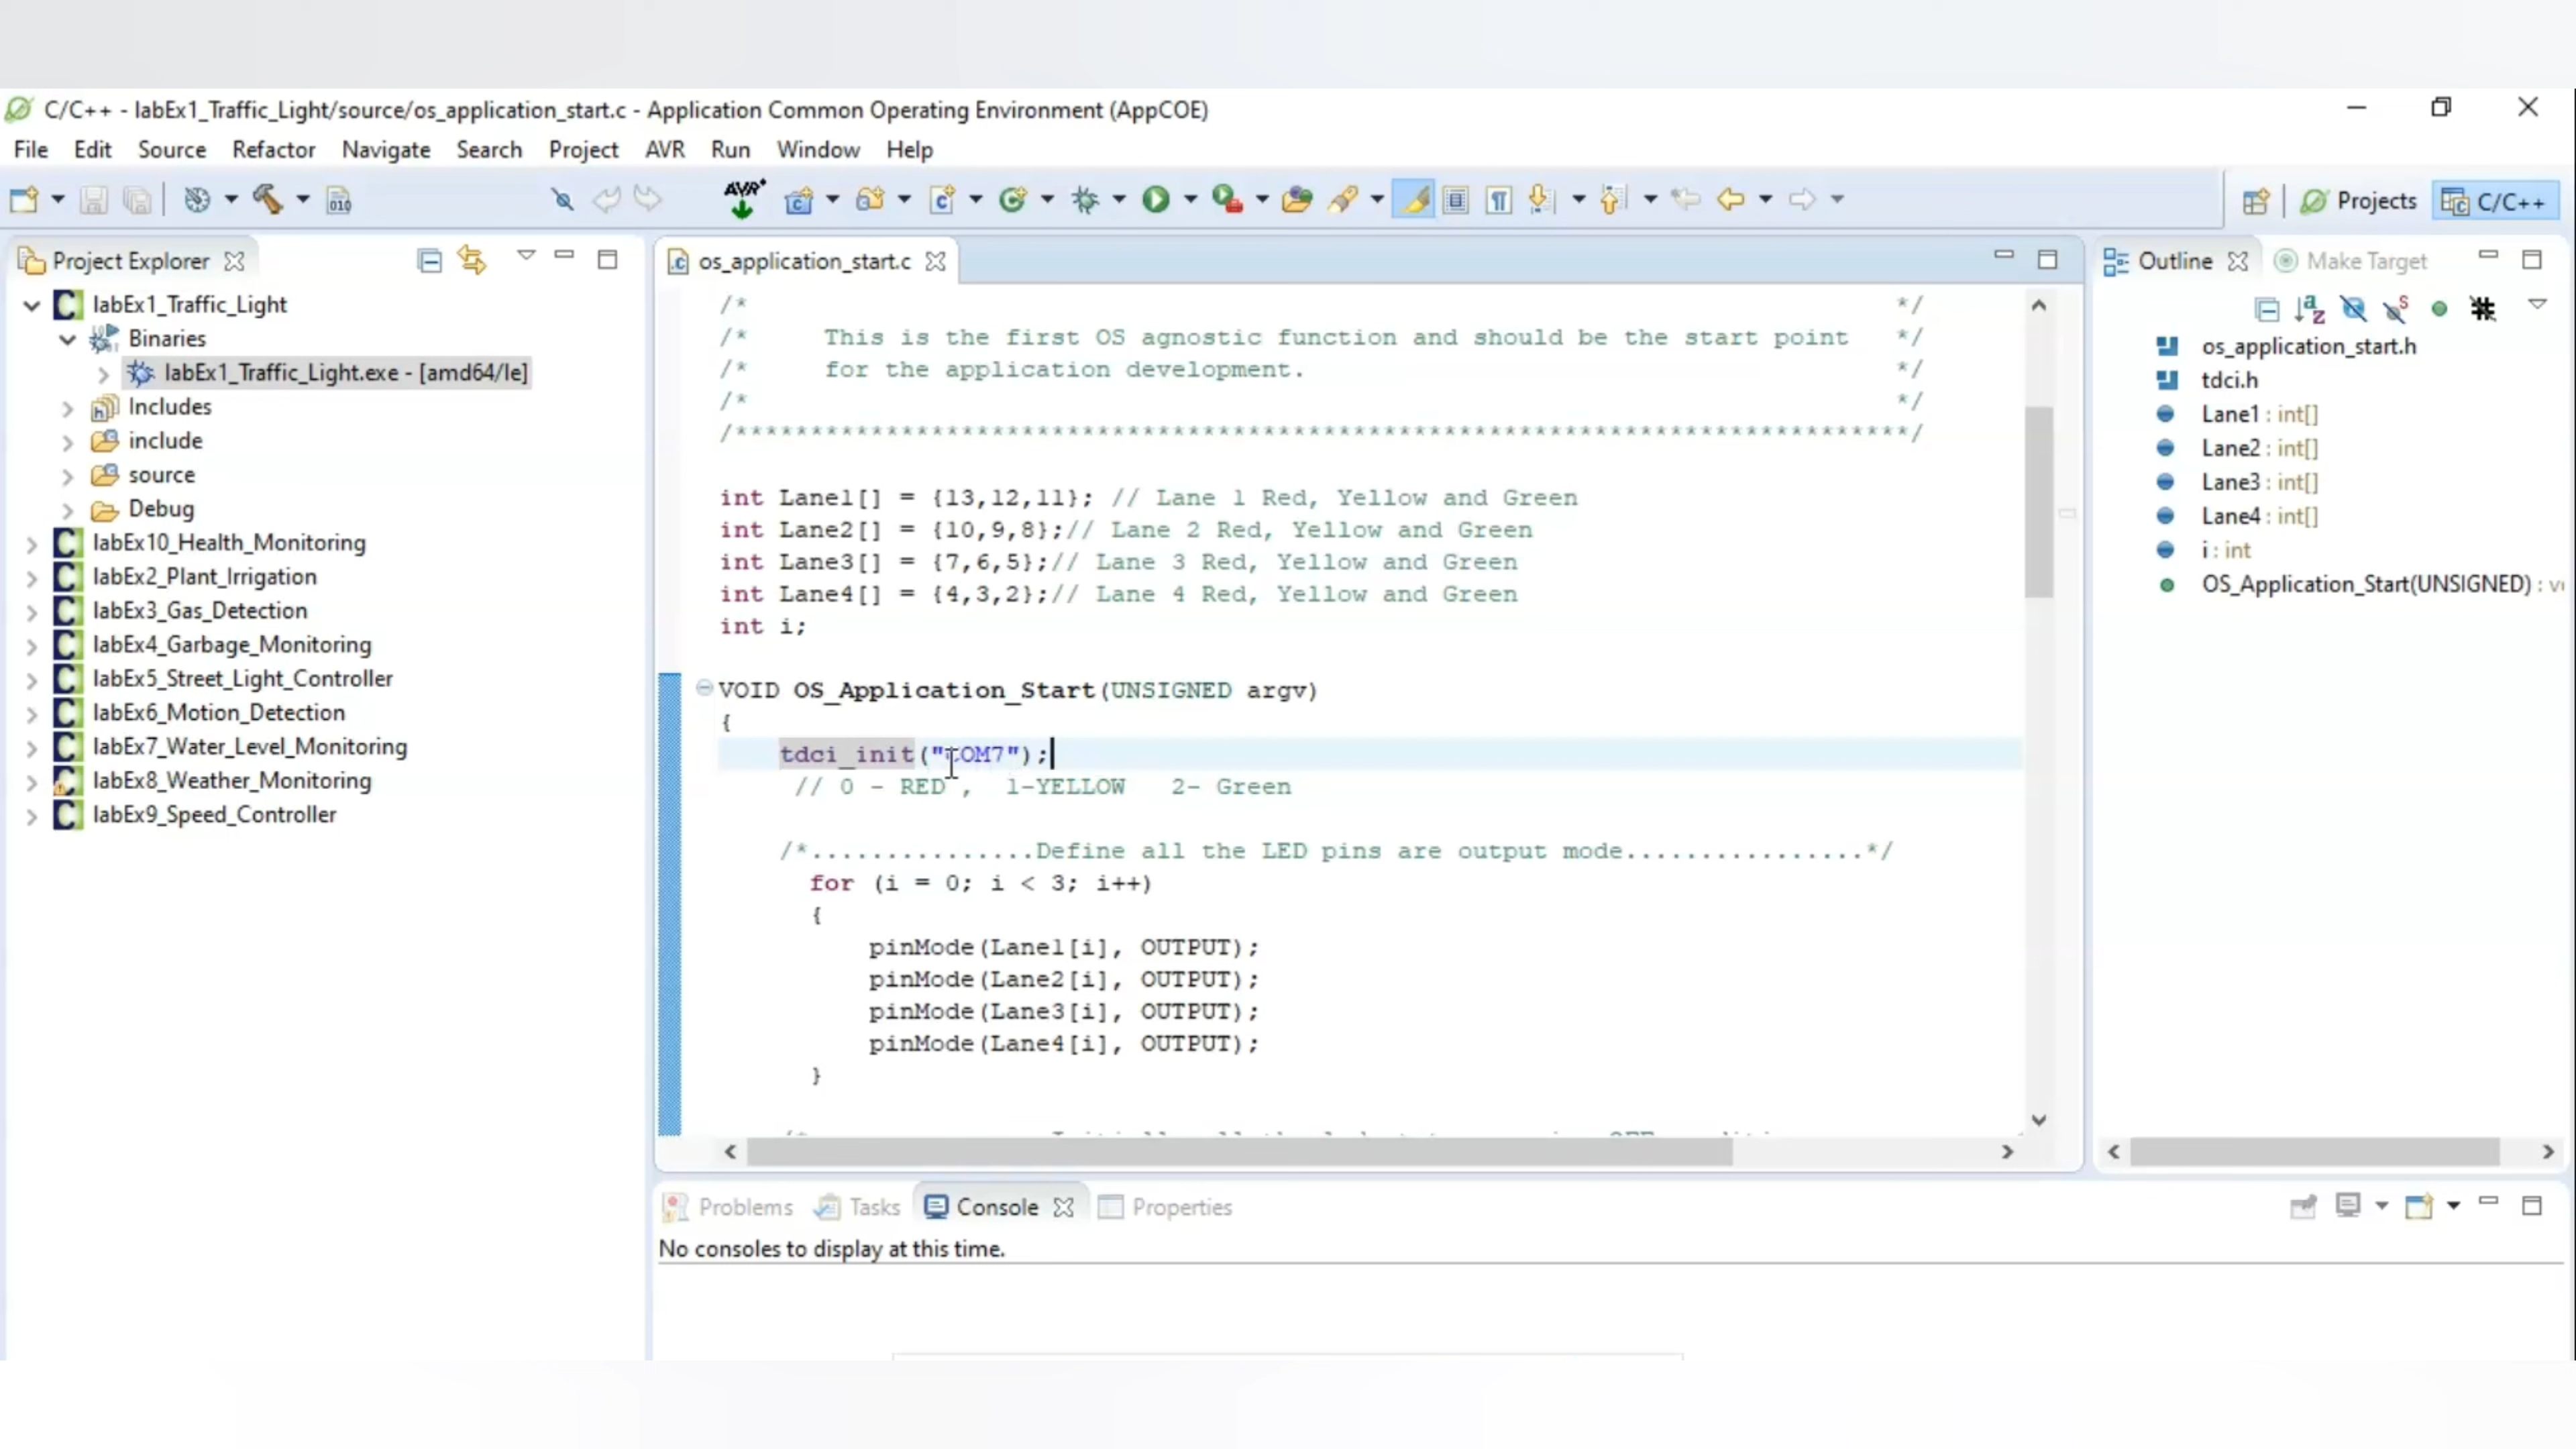 C/C++ - labEx1_Traffic_Light/source/os_application_start.c - Application Common Operating Environment (AppCOE)
File Edit Source Refactor Navigate Search Project AVR Run Window Help
AVR
010
Projects
C/C++
Project Explorer
labEx1_Traffic_Light
Binaries
labEx1_Traffic_Light.exe - [amd64/le]
Includes
include
source
Debug
labEx10_Health_Monitoring
labEx2_Plant_Irrigation
labEx3_Gas_Detection
labEx4_Garbage_Monitoring
labEx5_Street_Light_Controller
labEx6_Motion_Detection
labEx7_Water_Level_Monitoring
labEx8_Weather_Monitoring
labEx9_Speed_Controller
os_application_start.c
/* */
/* This is the first OS agnostic function and should be the start point */
/* for the application development. */
/* */
/******************************************************************************/
int Lane1[] = {13,12,11}; // Lane 1 Red, Yellow and Green
int Lane2[] = {10,9,8};// Lane 2 Red, Yellow and Green
int Lane3[] = {7,6,5};// Lane 3 Red, Yellow and Green
int Lane4[] = {4,3,2};// Lane 4 Red, Yellow and Green
int i;
VOID OS_Application_Start(UNSIGNED argv)
{
tdci_init("COM7");
// 0 - RED , 1-YELLOW 2- Green
/*...............Define all the LED pins are output mode................*/
for (i = 0; i < 3; i++)
{
pinMode(Lane1[i], OUTPUT);
pinMode(Lane2[i], OUTPUT);
pinMode(Lane3[i], OUTPUT);
pinMode(Lane4[i], OUTPUT);
}
Outline Make Target
os_application_start.h
tdci.h
Lane1 : int[]
Lane2 : int[]
Lane3 : int[]
Lane4 : int[]
i : int
OS_Application_Start(UNSIGNED) :
Problems Tasks Console Properties
No consoles to display at this time.